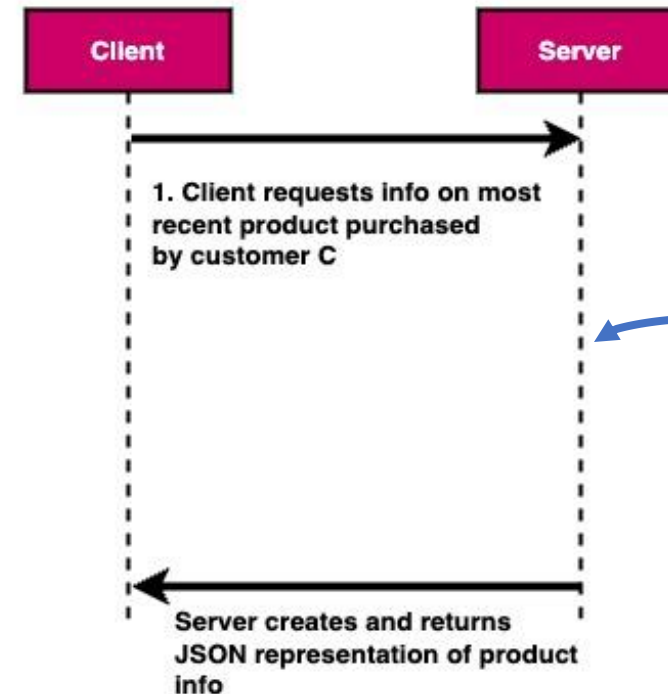 Client
Server
1. Client requests info on most
recent product purchased
by customer C
Server creates and returns
JSON representation of product
info